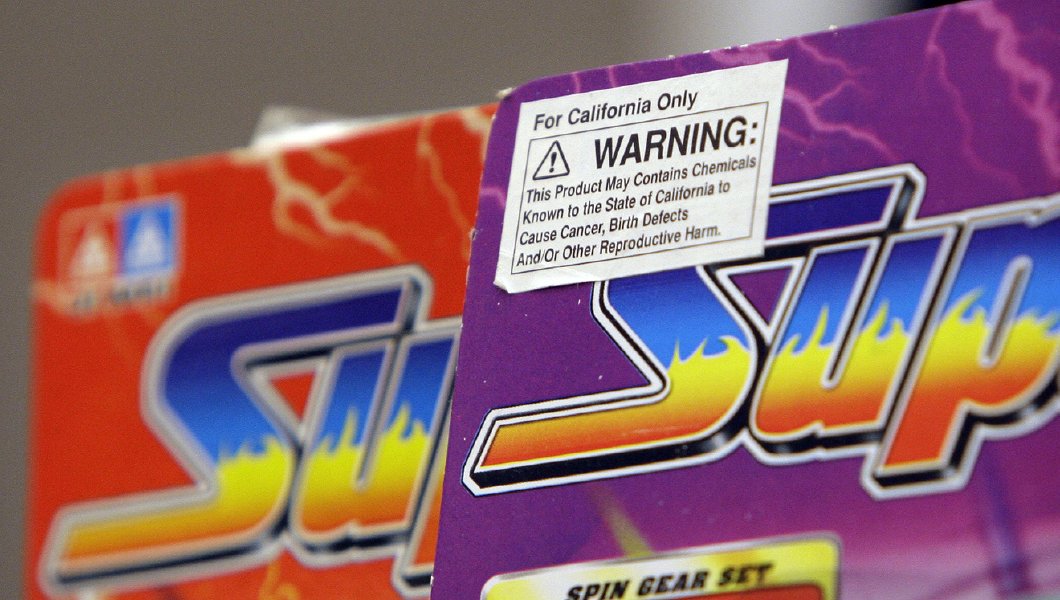 For California Only
WARNING:
This Product May Contains Chemicals
Known to the State of California to
Cause Cancer, Birth Defects
And/Or Other Reproductive Harm.
Su
Sup
SPIN GEAR SET